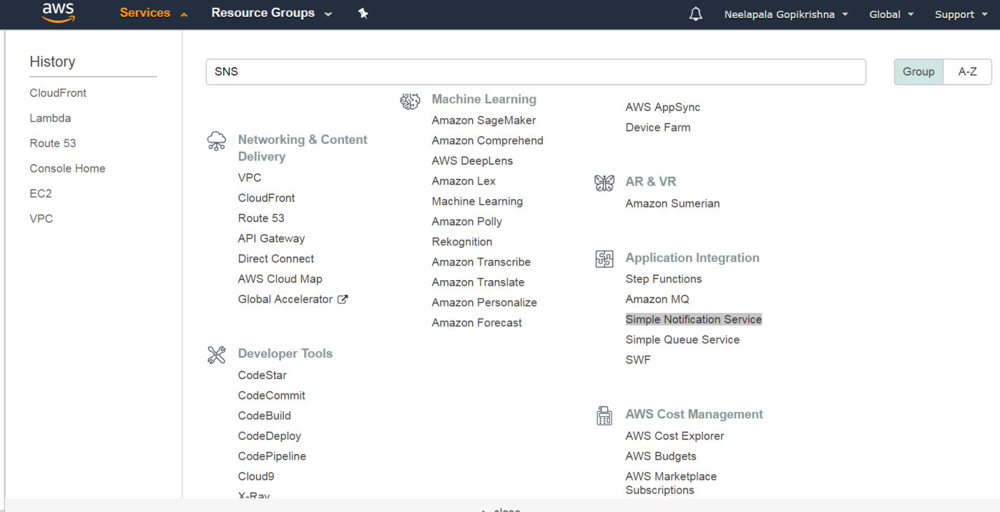 aws
Services
Resource Groups
Neelapala Gopikrishna
Global
Support
History
CloudFront
Lambda
Route 53
Console Home
EC2
VPC
SNS
Group
A-Z
Networking & Content
Delivery
VPC
CloudFront
Route 53
API Gateway
Direct Connect
AWS Cloud Map
Global Accelerator
Developer Tools
CodeStar
CodeCommit
CodeBuild
CodeDeploy
CodePipeline
Cloud9
X-Ray
Machine Learning
Amazon SageMaker
Amazon Comprehend
AWS DeepLens
Amazon Lex
Machine Learning
Amazon Polly
Rekognition
Amazon Transcribe
Amazon Translate
Amazon Personalize
Amazon Forecast
AWS AppSync
Device Farm
AR & VR
Amazon Sumerian
Application Integration
Step Functions
Amazon MQ
Simple Notification Service
Simple Queue Service
SWF
AWS Cost Management
AWS Cost Explorer
AWS Budgets
AWS Marketplace
Subscriptions
close